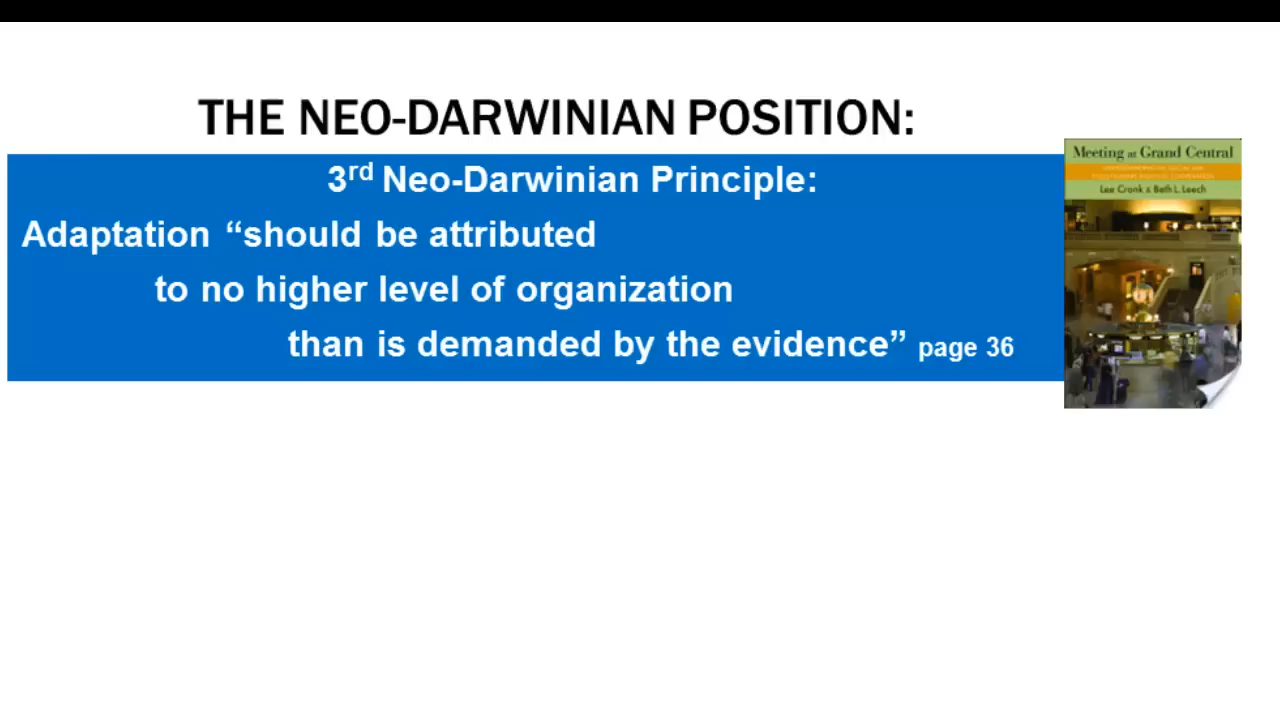 THE NEO-DARWINIAN POSITION:
3rd Neo-Darwinian Principle:
Adaptation “should be attributed
to no higher level of organization
than is demanded by the evidence” page 36
Meeting at Grand Central
Lee Cronk & Beth L. Leech